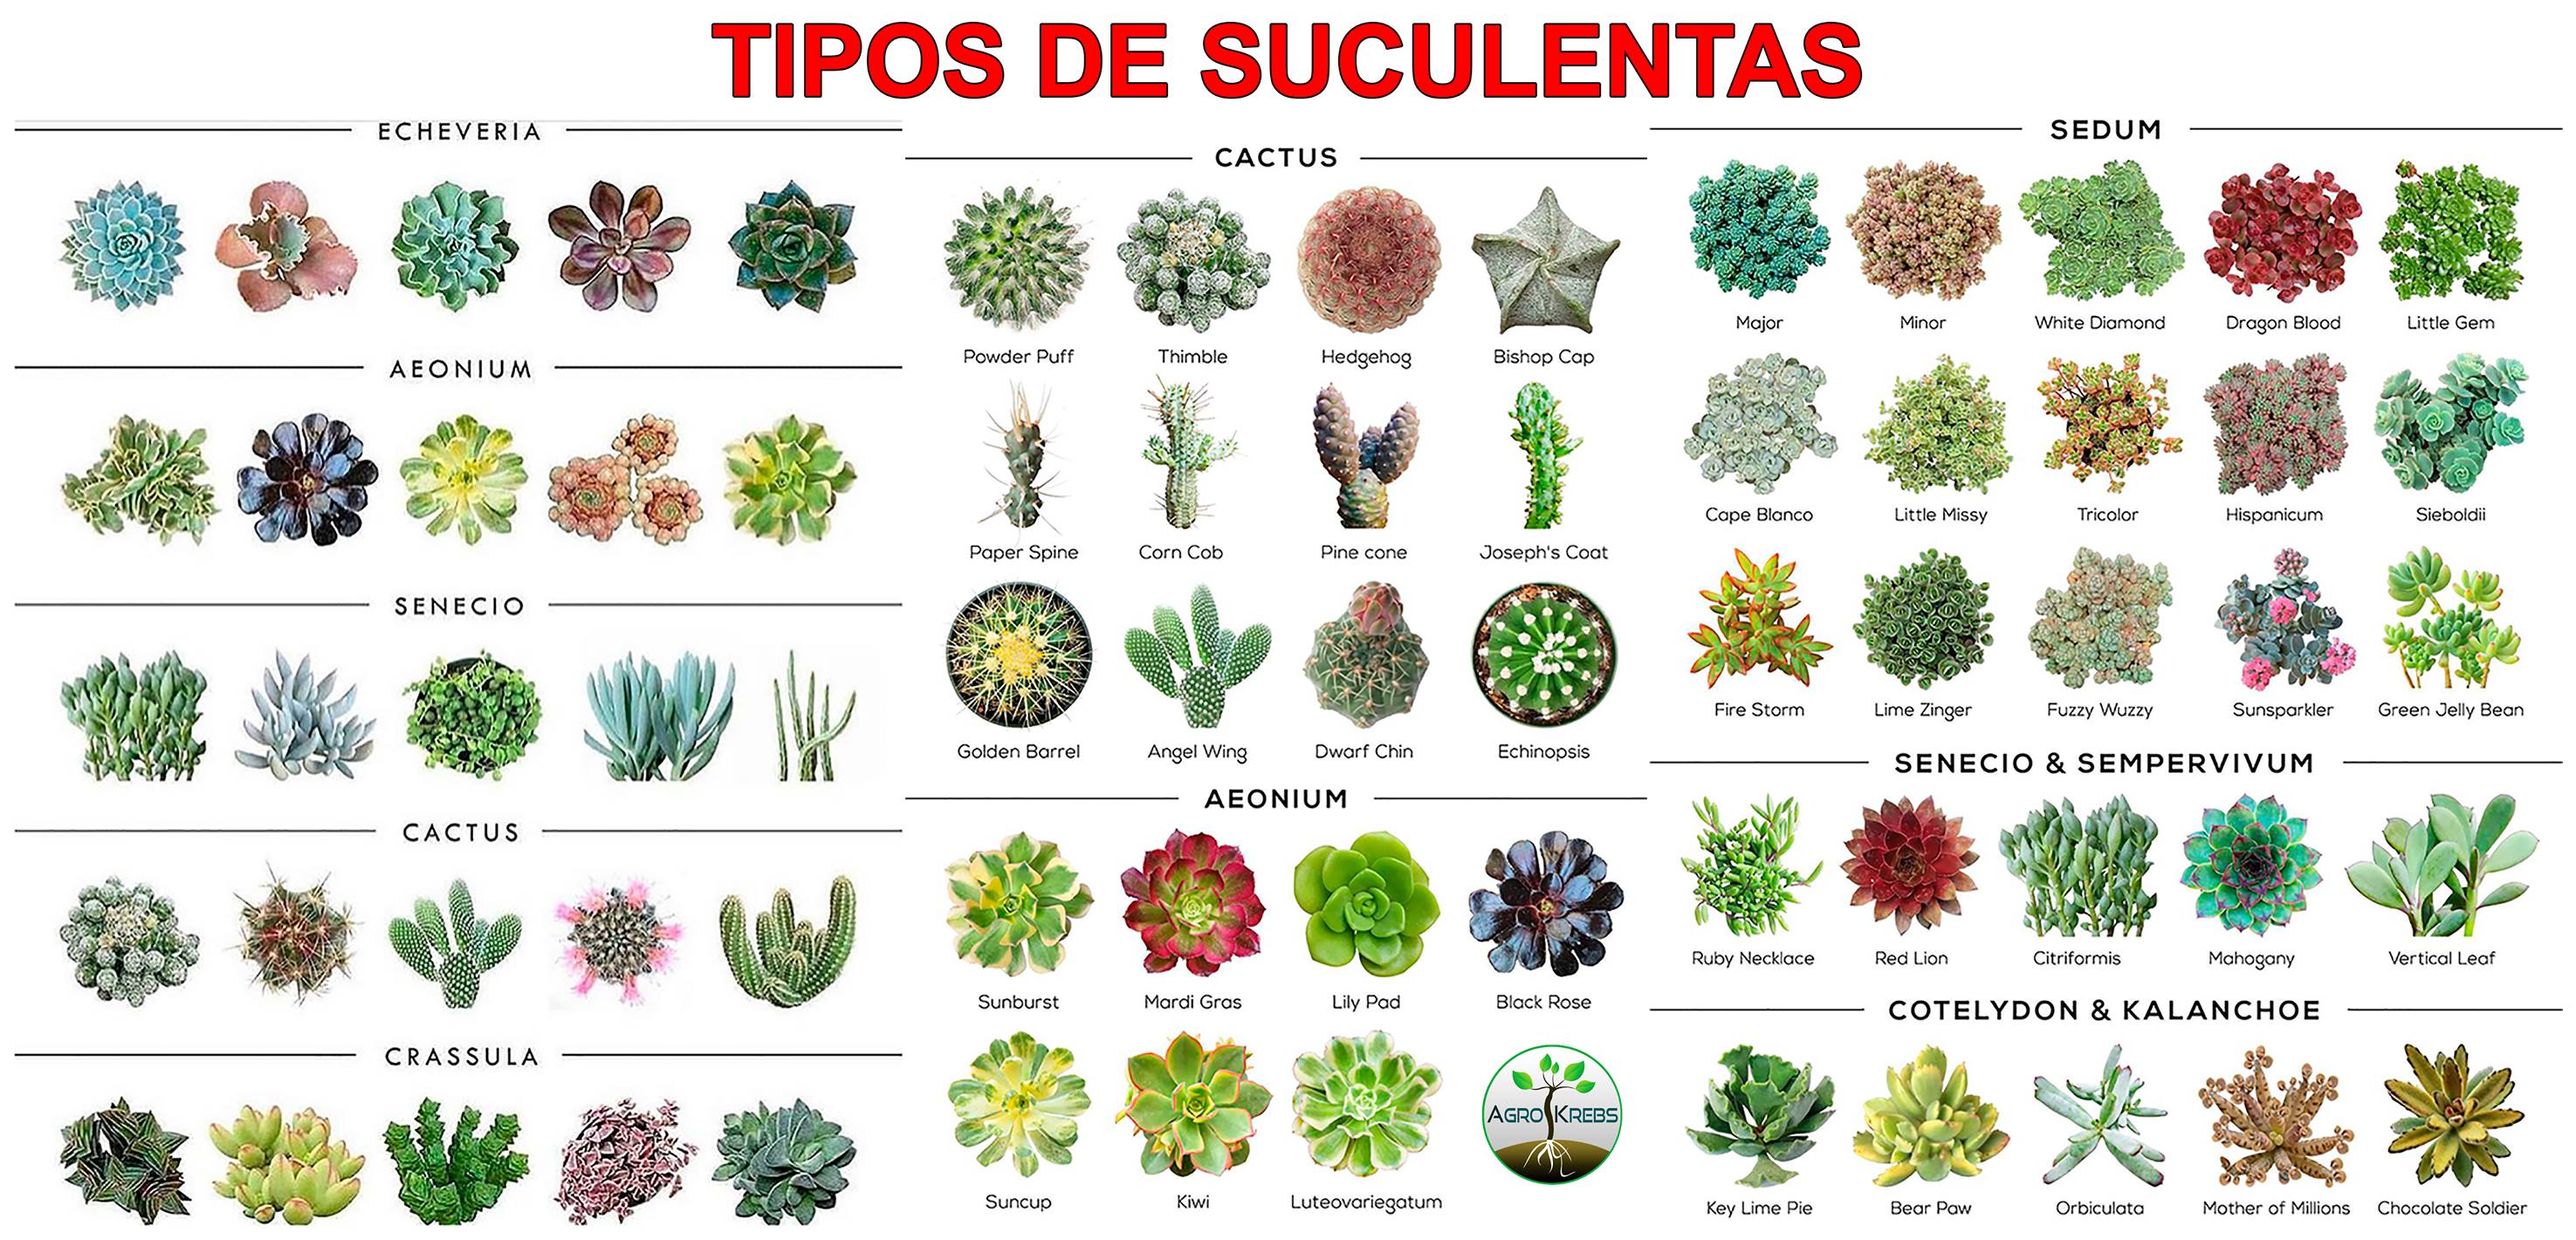 TIPOS DE SUCULENTAS
ECHEVERIA
AEONIUM
SENECIO
CACTUS
CRASSULA
CACTUS
Powder Puff Thimble Hedgehog Bishop Cap
Paper Spine Corn Cob Pine cone Joseph's Coat
Golden Barrel Angel Wing Dwarf Chin Echinopsis
AEONIUM
Sunburst Mardi Gras Lily Pad Black Rose
AGRO KREBS
Suncup Kiwi Luteovariegatum
SEDUM
Major Minor White Diamond Dragon Blood Little Gem
Cape Blanco Little Missy Tricolor Hispanicum Sieboldii
Fire Storm Lime Zinger Fuzzy Wuzzy Sunsparkler Green Jelly Bean
SENECIO & SEMPERVIVUM
Ruby Necklace Red Lion Citriformis Mahogany Vertical Leaf
COTELYDON & KALANCHOE
Key Lime Pie Bear Paw Orbiculata Mother of Millions Chocolate Soldier